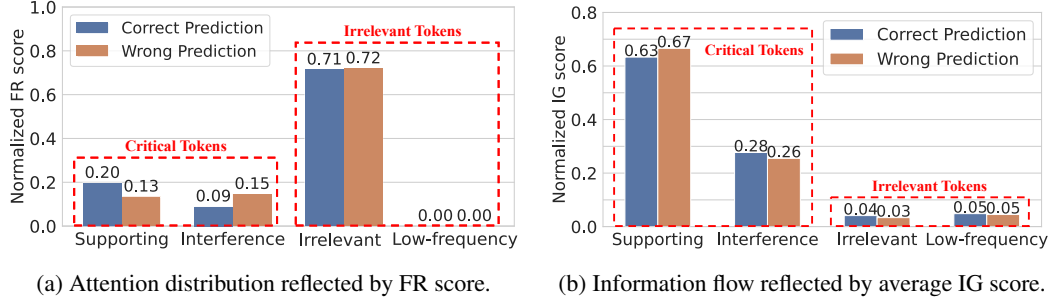 Normalized FR score
1.0
0.8
0.6
0.4
0.2
0.0
Correct Prediction
Wrong Prediction
Irrelevant Tokens
Critical Tokens
0.20
0.13
0.09
0.15
0.71
0.72
0.00
0.00
Supporting
Interference
Irrelevant
Low-frequency
(a) Attention distribution reflected by FR score.
Normalized IG score
0.6
0.4
0.2
0.0
Critical Tokens
Correct Prediction
Wrong Prediction
0.63
0.67
0.28
0.26
Irrelevant Tokens
0.04
0.03
0.05
0.05
Supporting
Interference
Irrelevant
Low-frequency
(b) Information flow reflected by average IG score.